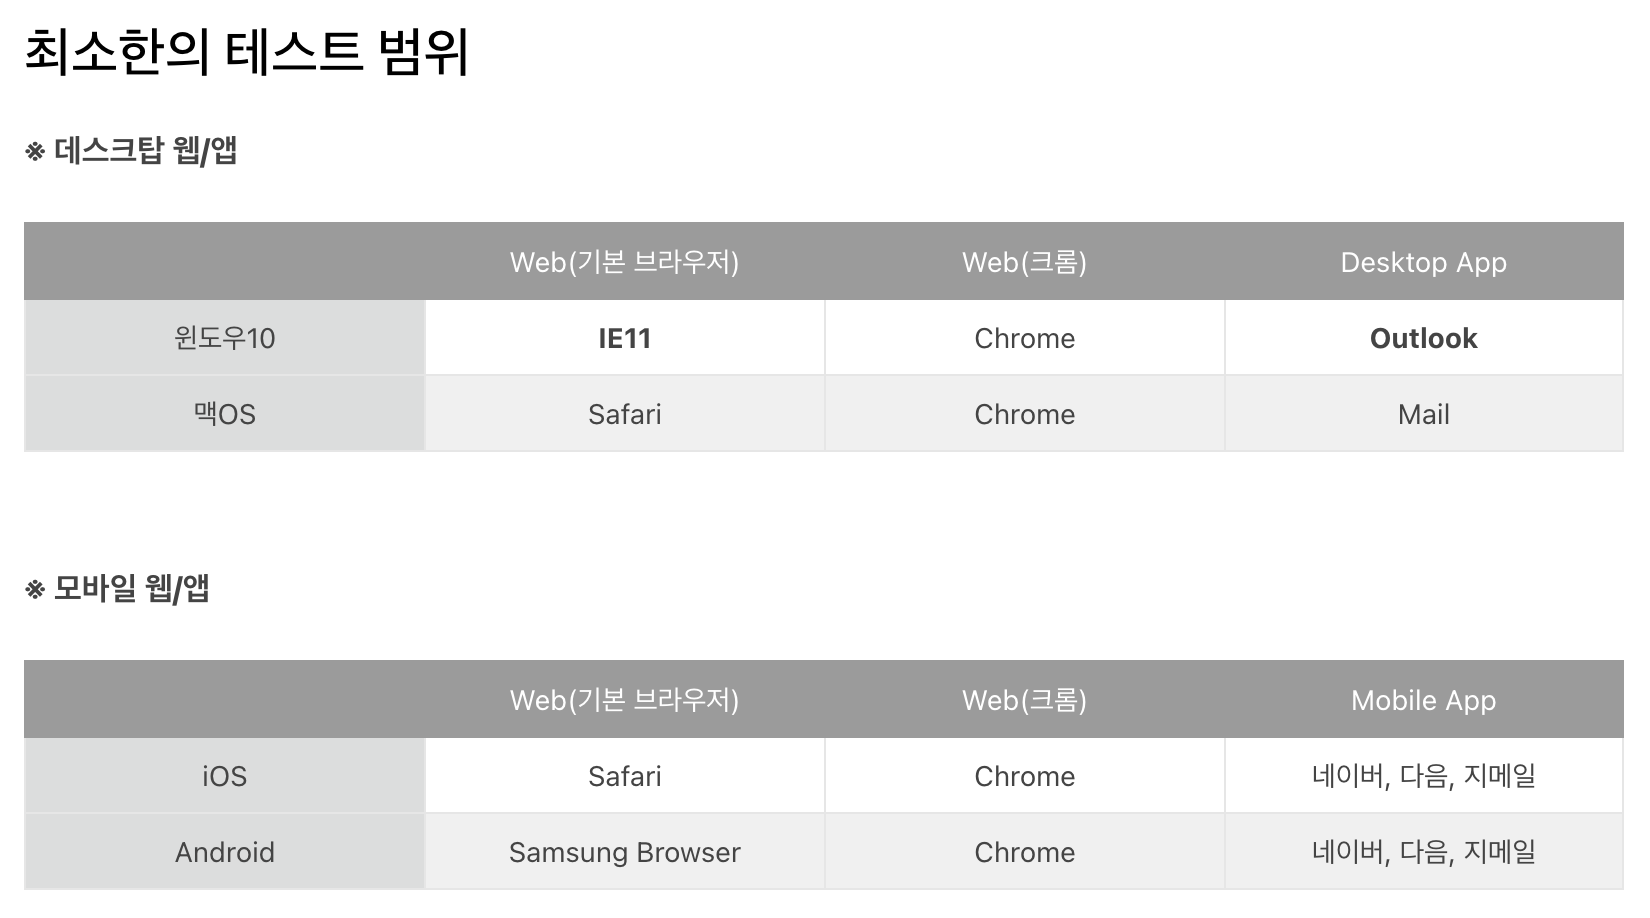 최소한의 테스트 범위
※ 데스크탑 웹/앱
Web(기본 브라우저) Web(크롬) Desktop App
윈도우10 IE11 Chrome Outlook
맥OS Safari Chrome Mail
※ 모바일 웹/앱
Web(기본 브라우저) Web(크롬) Mobile App
iOS Safari Chrome 네이버, 다음, 지메일
Android Samsung Browser Chrome 네이버, 다음, 지메일